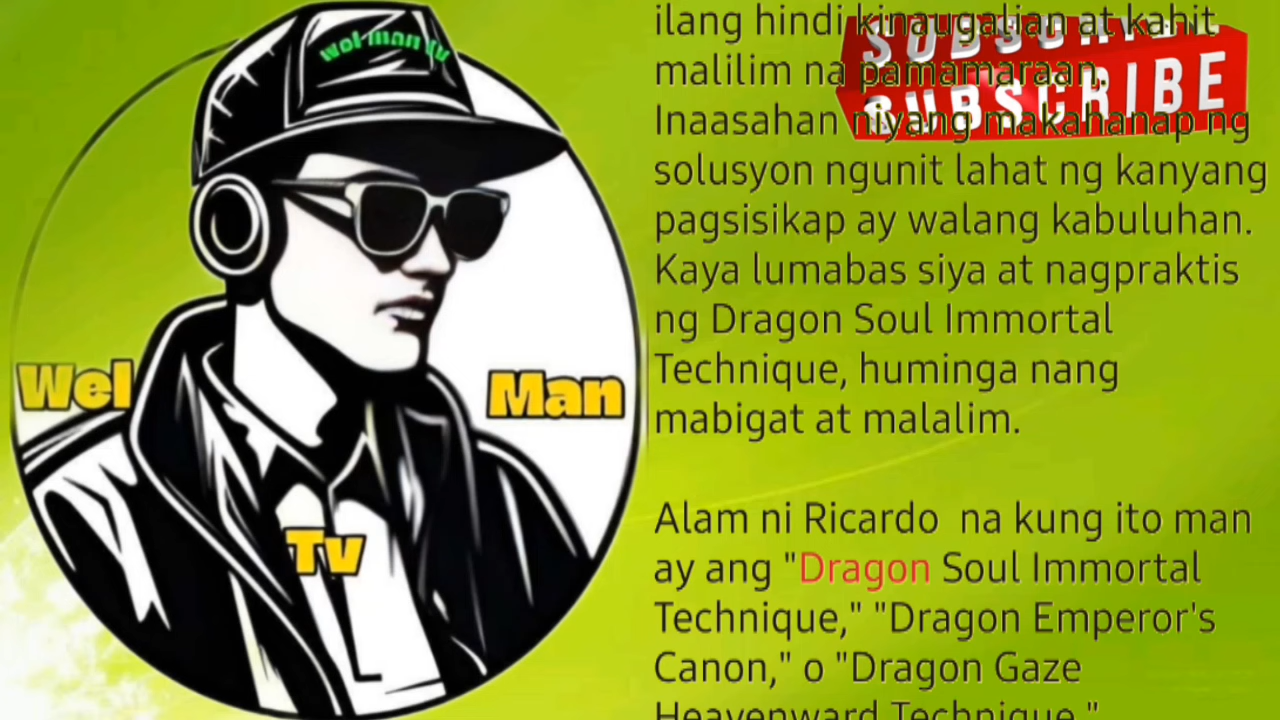 wel man tv
Wel
Man
Tv
SUBSCRIBE
SUBSCRIBE
ilang hindi kinaugalian at kahit
malilim na pamamaraan.
Inaasahan niyang makahanap ng
solusyon ngunit lahat ng kanyang
pagsisikap ay walang kabuluhan.
Kaya lumabas siya at nagpraktis
ng Dragon Soul Immortal
Technique, huminga nang
mabigat at malalim.
Alam ni Ricardo na kung ito man
ay ang "Dragon Soul Immortal
Technique," "Dragon Emperor's
Canon," o "Dragon Gaze
Heavenward Technique,"